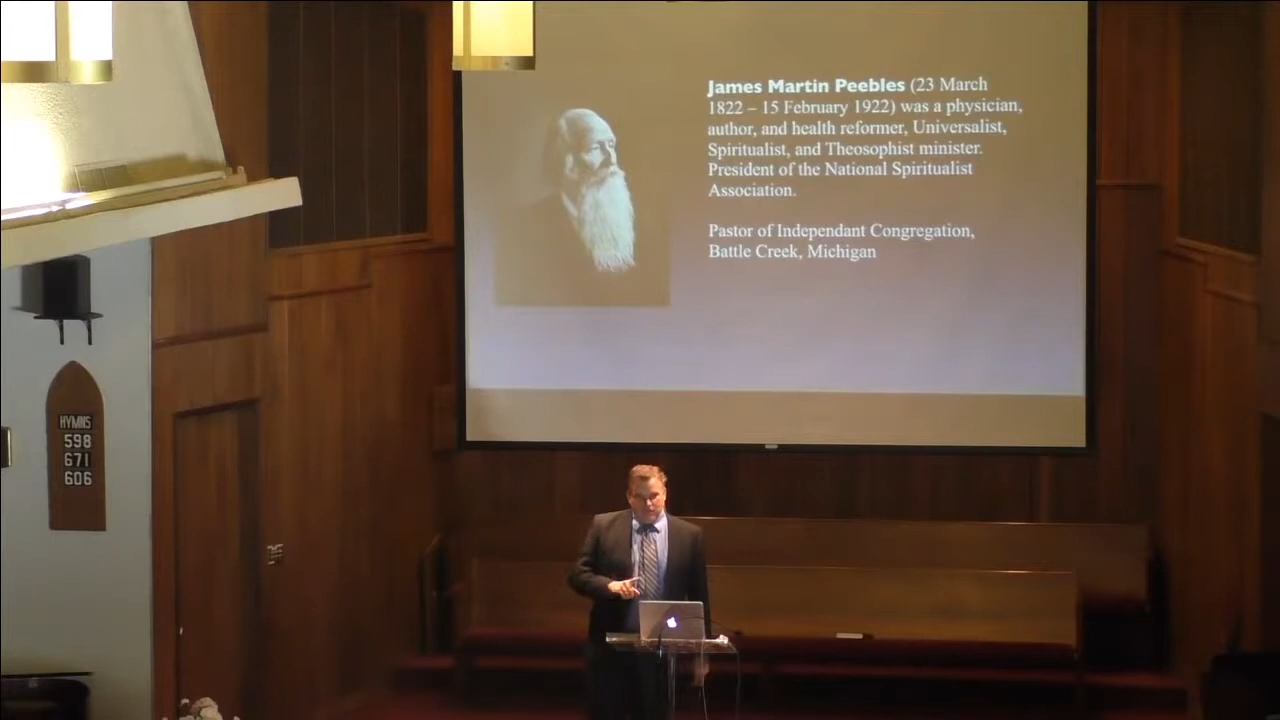 James Martin Peebles (23 March
1822 – 15 February 1922) was a physician,
author, and health reformer, Universalist,
Spiritualist, and Theosophist minister.
President of the National Spiritualist
Association.
Pastor of Independant Congregation,
Battle Creek, Michigan
HYMNS
598
671
606